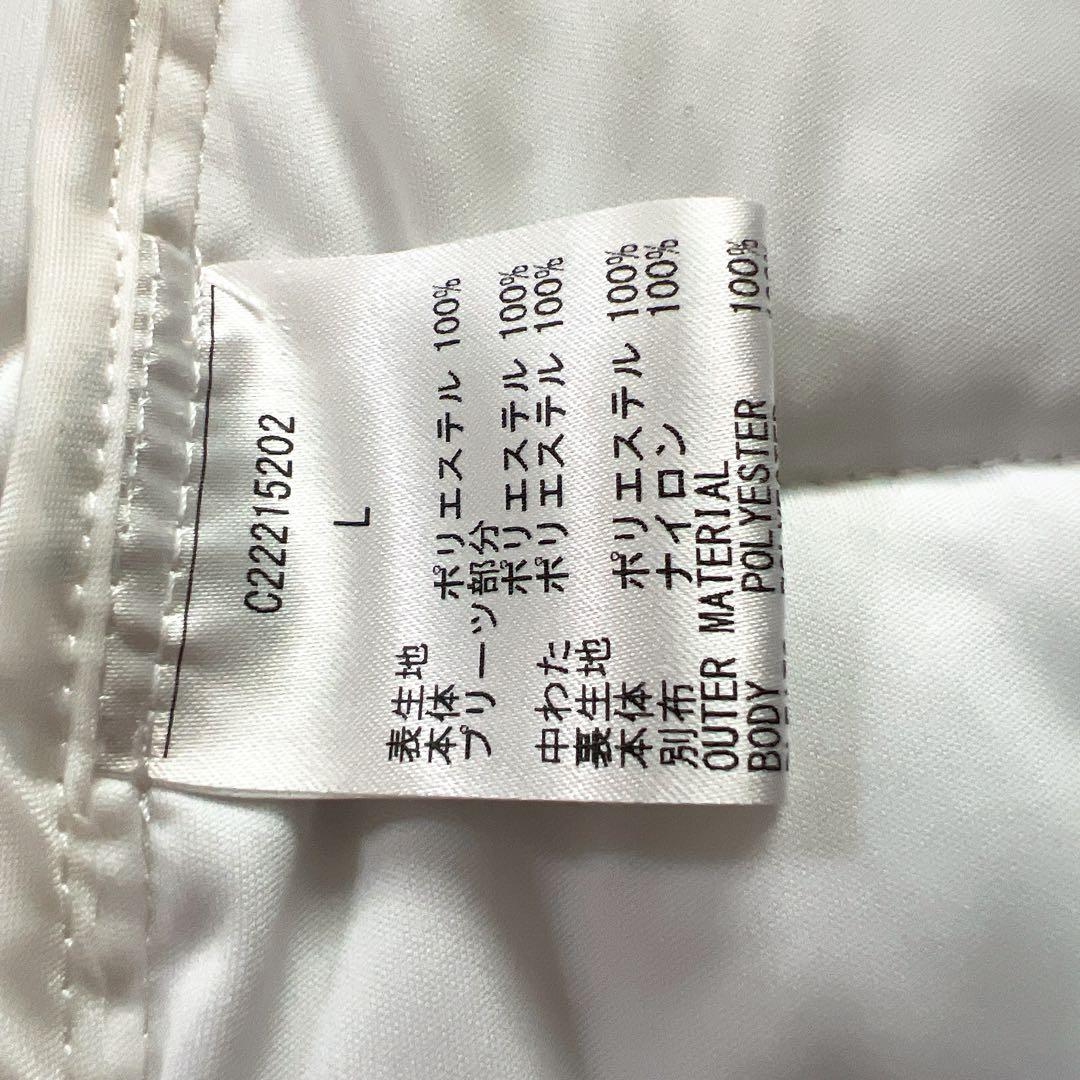 C2215202
L
表生地
本体 ポリエステル 100%
プリーツ部分
ポリエステル 100%
中わた ポリエステル 100%
裏生地
本体 ポリエステル 100%
別布 ナイロン 100%
OUTER MATERIAL
BODY POLYESTER 100%